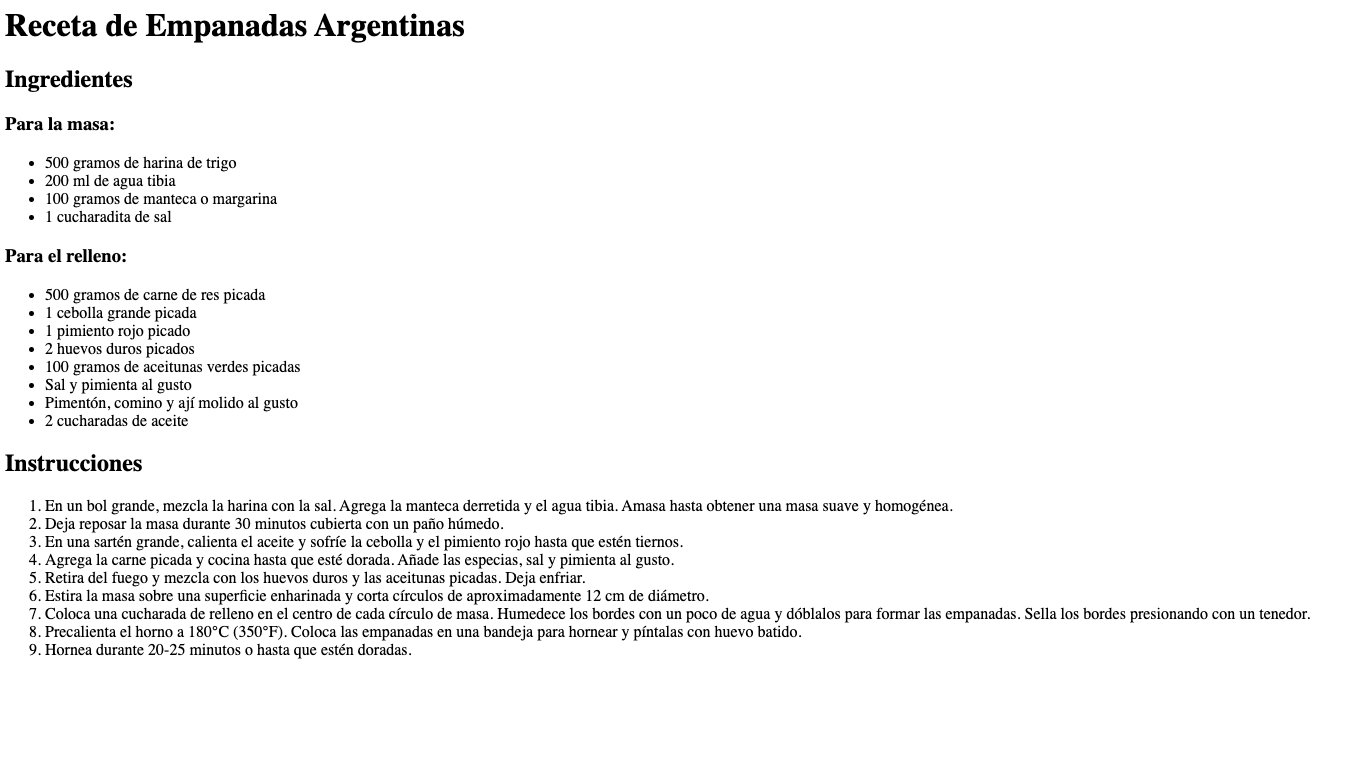 Receta de Empanadas Argentinas
Ingredientes
Para la masa:
• 500 gramos de harina de trigo
• 200 ml de agua tibia
• 100 gramos de manteca o margarina
• 1 cucharadita de sal
Para el relleno:
• 500 gramos de carne de res picada
• 1 cebolla grande picada
• 1 pimiento rojo picado
• 2 huevos duros picados
• 100 gramos de aceitunas verdes picadas
• Sal y pimienta al gusto
• Pimentón, comino y ají molido al gusto
• 2 cucharadas de aceite
Instrucciones
1. En un bol grande, mezcla la harina con la sal. Agrega la manteca derretida y el agua tibia. Amasa hasta obtener una masa suave y homogénea.
2. Deja reposar la masa durante 30 minutos cubierta con un paño húmedo.
3. En una sartén grande, calienta el aceite y sofríe la cebolla y el pimiento rojo hasta que estén tiernos.
4. Agrega la carne picada y cocina hasta que esté dorada. Añade las especias, sal y pimienta al gusto.
5. Retira del fuego y mezcla con los huevos duros y las aceitunas picadas. Deja enfriar.
6. Estira la masa sobre una superficie enharinada y corta círculos de aproximadamente 12 cm de diámetro.
7. Coloca una cucharada de relleno en el centro de cada círculo de masa. Humedece los bordes con un poco de agua y dóblalos para formar las empanadas. Sella los bordes presionando con un tenedor.
8. Precalienta el horno a 180°C (350°F). Coloca las empanadas en una bandeja para hornear y píntalas con huevo batido.
9. Hornea durante 20-25 minutos o hasta que estén doradas.